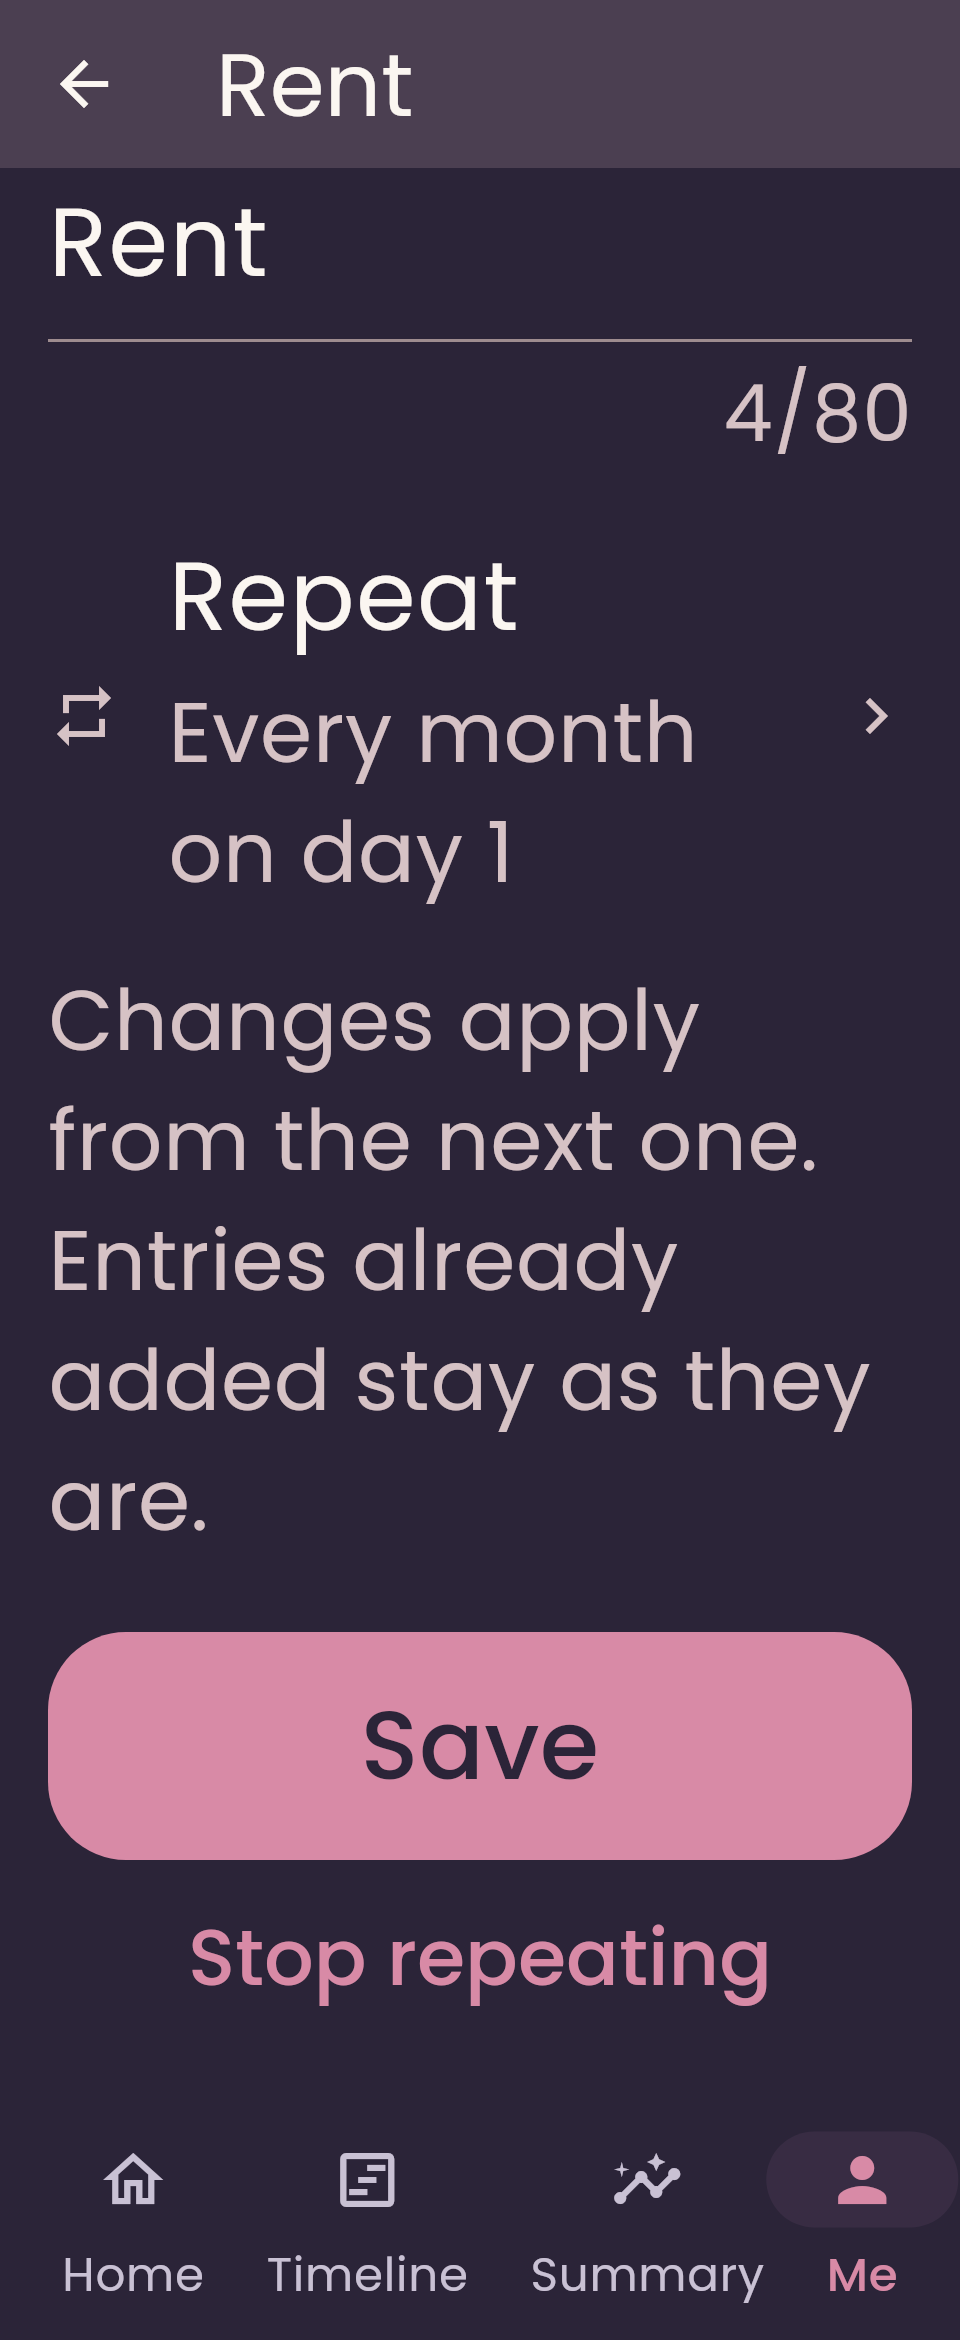 Rent
Rent
4/80
Repeat
Every month
on day 1
Changes apply
from the next one.
Entries already
added stay as they
are.
Save
Stop repeating
Home
Timeline
Summary
Me